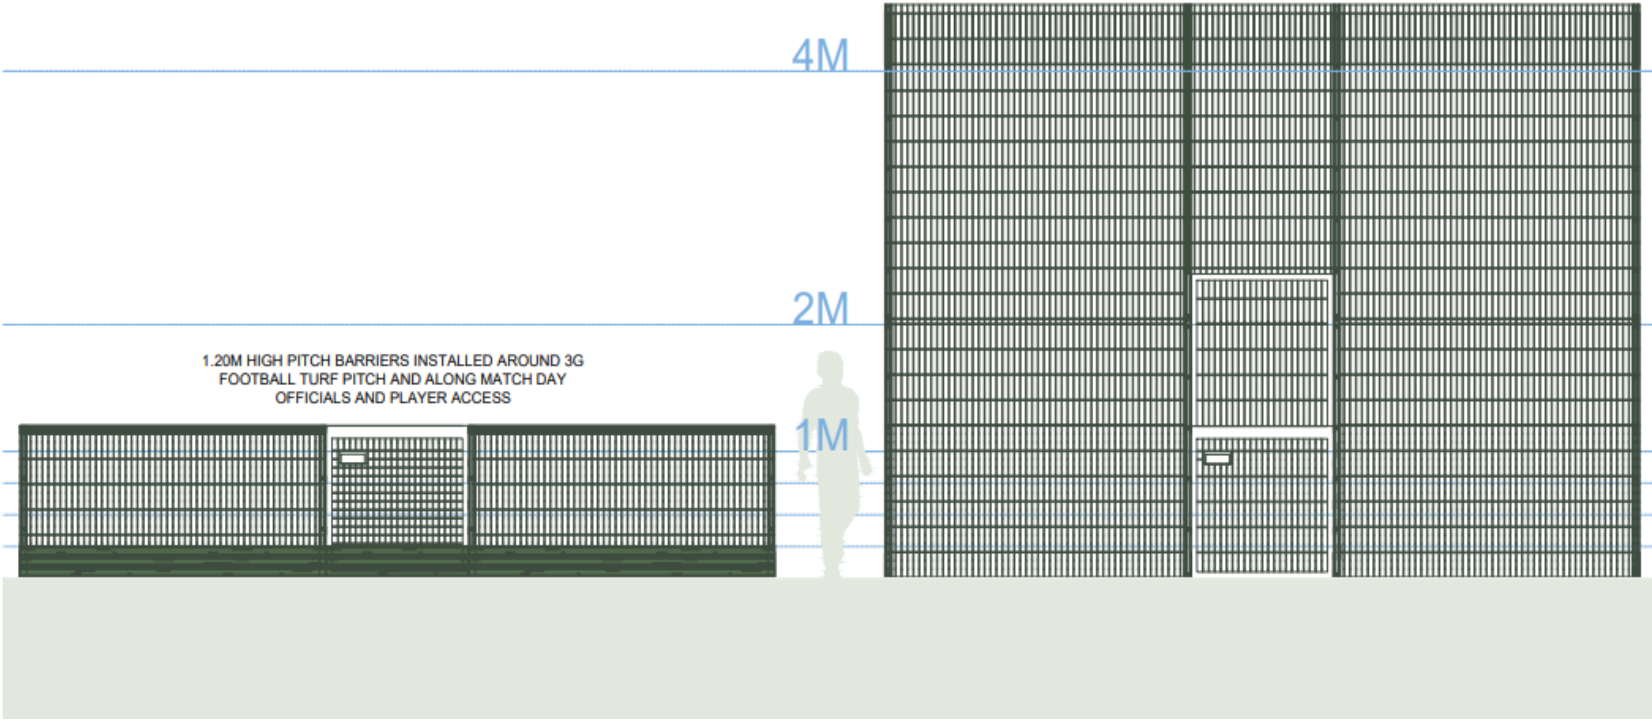 4M
2M
1.20M HIGH PITCH BARRIERS INSTALLED AROUND 3G
FOOTBALL TURF PITCH AND ALONG MATCH DAY
OFFICIALS AND PLAYER ACCESS
1M